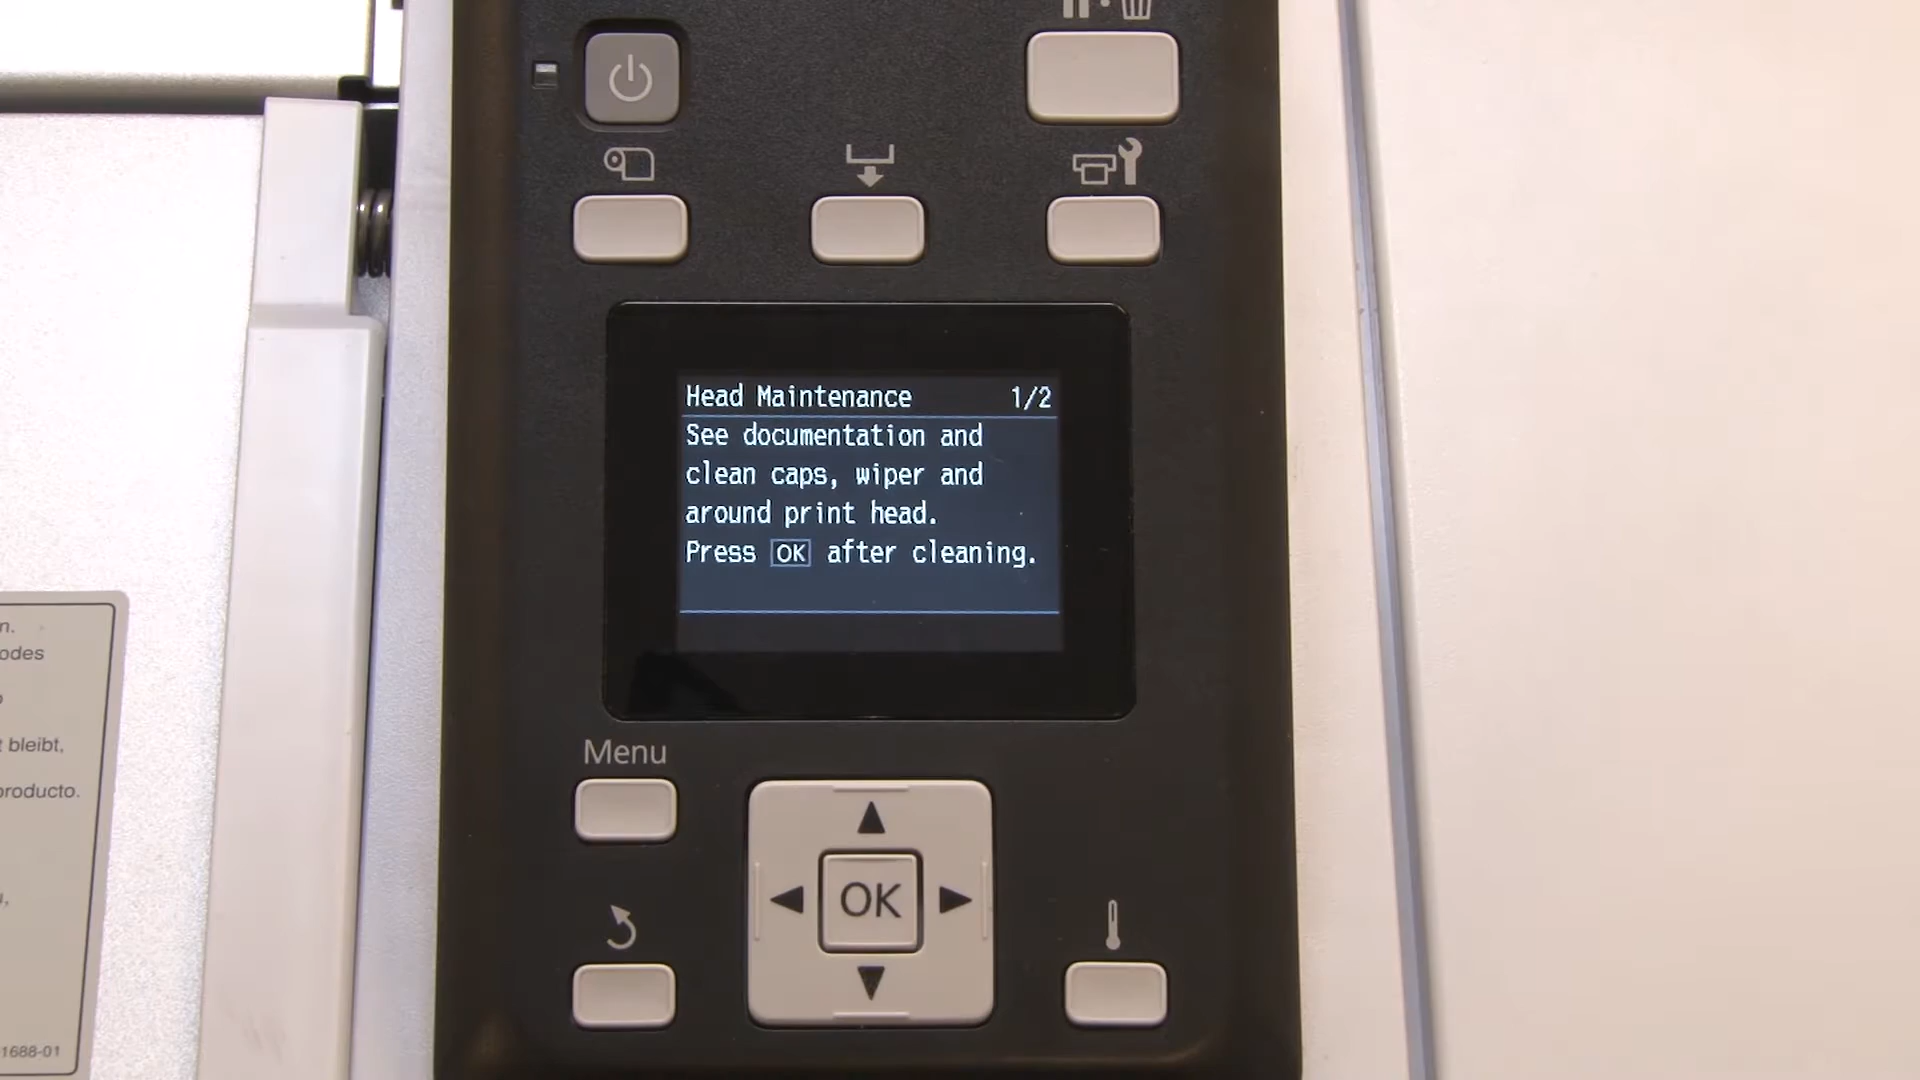 Head Maintenance 1/2
See documentation and
clean caps, wiper and
around print head.
Press OK after cleaning.
Menu
OK
n.
odes
t bleibt,
producto.
1688-01